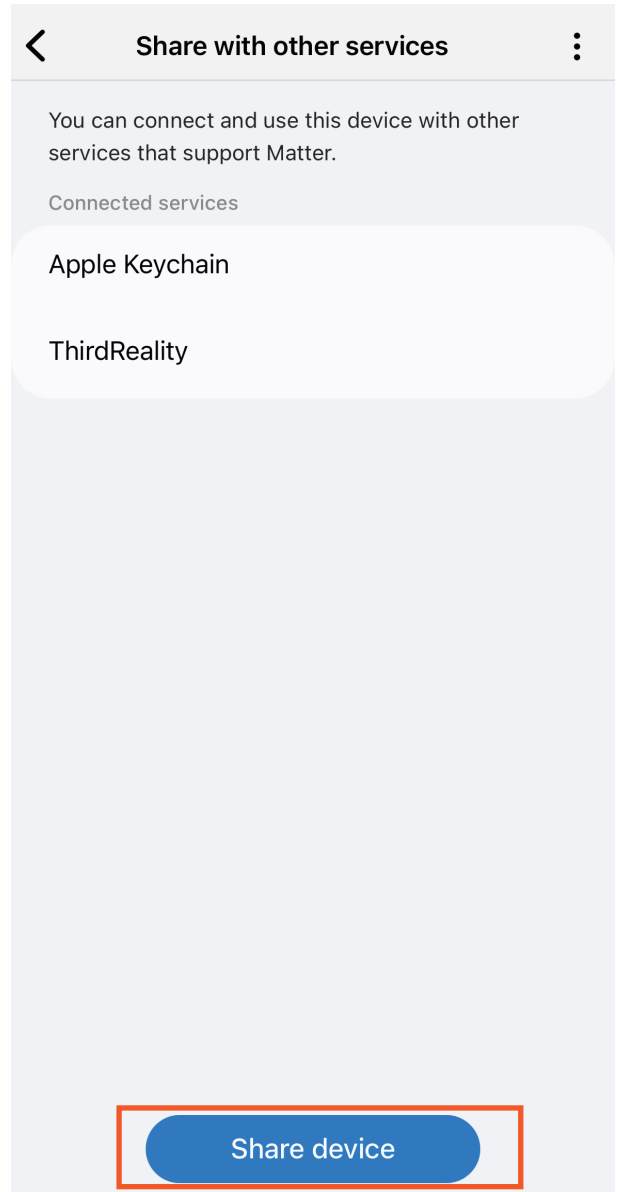 Share with other services
You can connect and use this device with other
services that support Matter.
Connected services
Apple Keychain
ThirdReality
Share device